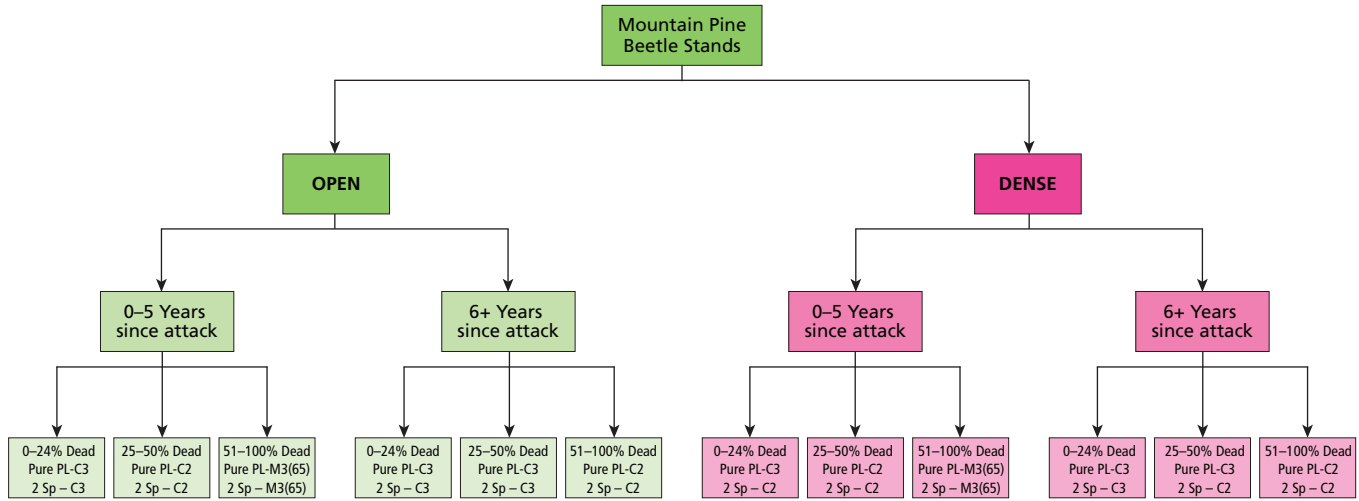 Mountain Pine
Beetle Stands
OPEN
DENSE
0–5 Years
since attack
6+ Years
since attack
0–5 Years
since attack
6+ Years
since attack
0–24% Dead
Pure PL-C3
2 Sp – C3
25–50% Dead
Pure PL-C2
2 Sp – C2
51–100% Dead
Pure PL-M3(65)
2 Sp – M3(65)
0–24% Dead
Pure PL-C3
2 Sp – C3
25–50% Dead
Pure PL-C3
2 Sp – C2
51–100% Dead
Pure PL-C2
2 Sp – C2
0–24% Dead
Pure PL-C3
2 Sp – C2
25–50% Dead
Pure PL-C2
2 Sp – C2
51–100% Dead
Pure PL-M3(65)
2 Sp – M3(65)
0–24% Dead
Pure PL-C3
2 Sp – C3
25–50% Dead
Pure PL-C3
2 Sp – C2
51–100% Dead
Pure PL-C2
2 Sp – C2